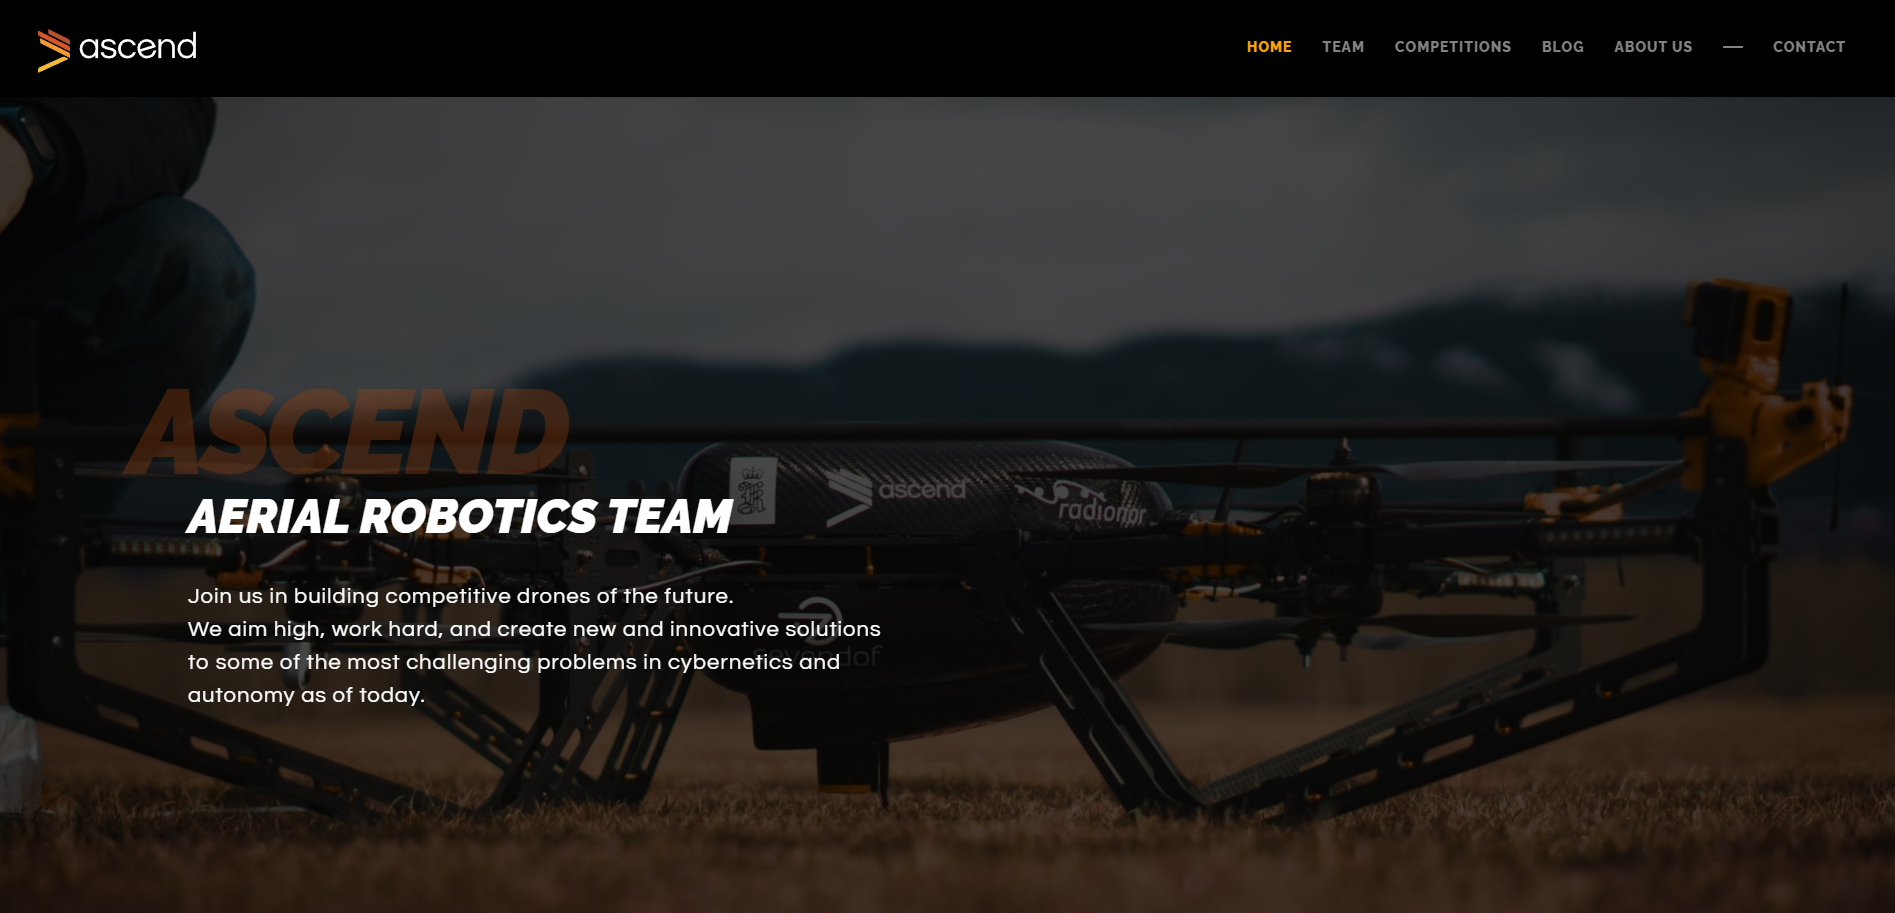 ascend
HOME TEAM COMPETITIONS BLOG ABOUT US — CONTACT
ASCEND
ascend
radionor
AERIAL ROBOTICS TEAM
Join us in building competitive drones of the future.
We aim high, work hard, and create new and innovative solutions
to some of the most challenging problems in cybernetics and
sevendof
autonomy as of today.